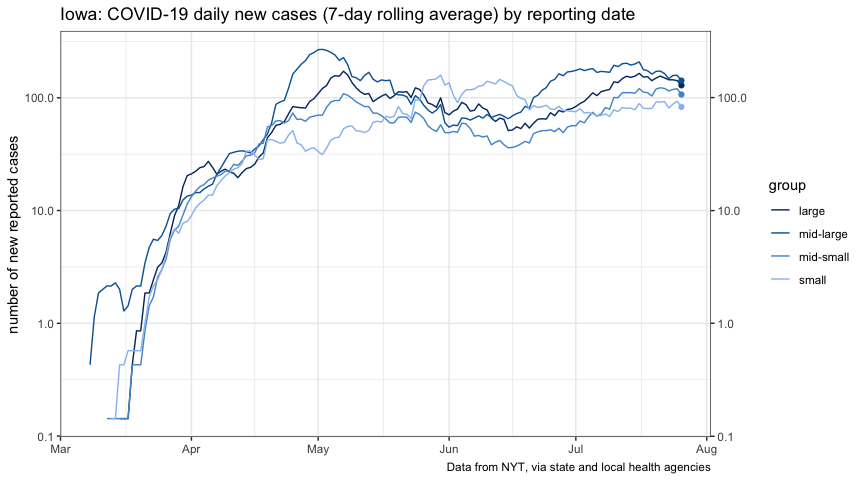 Iowa: COVID-19 daily new cases (7-day rolling average) by reporting date
number of new reported cases
100.0
10.0
1.0
0.1
100.0
10.0
1.0
0.1
Mar Apr May Jun Jul Aug
Data from NYT, via state and local health agencies
group
large
mid-large
mid-small
small